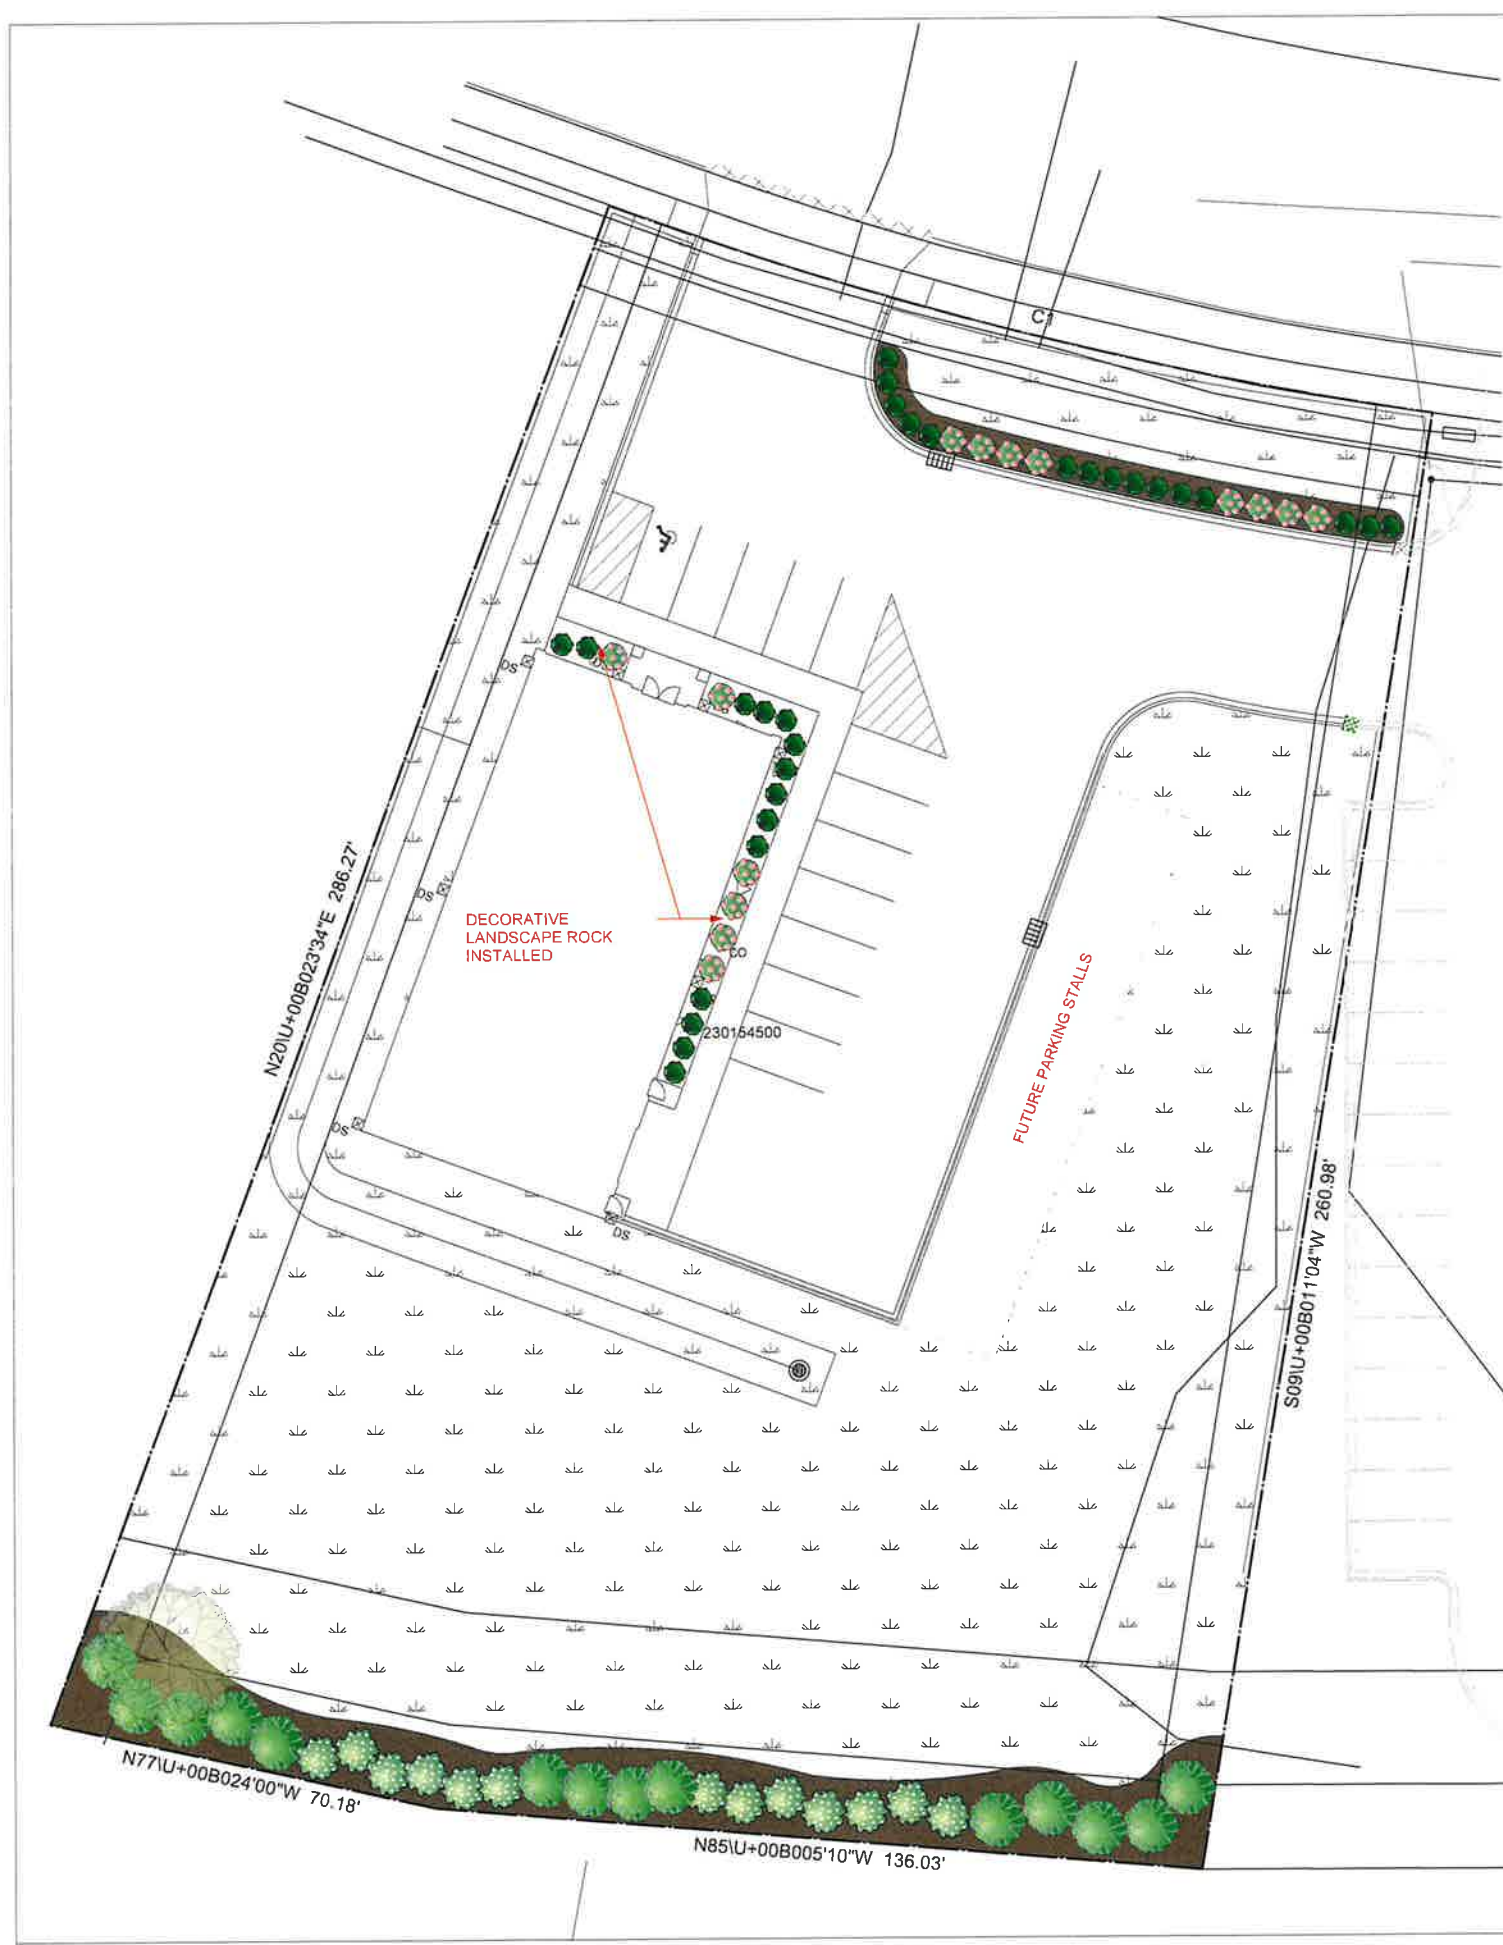 C1
DS
DS
N20\U+00B023'34"E 286.27'
DECORATIVE
LANDSCAPE ROCK
INSTALLED
CO
FUTURE PARKING STALLS
230154500
DS
DS
S09\U+00B011'04"W 260.98'
N77\U+00B024'00"W 70.18'
N85\U+00B005'10"W 136.03'